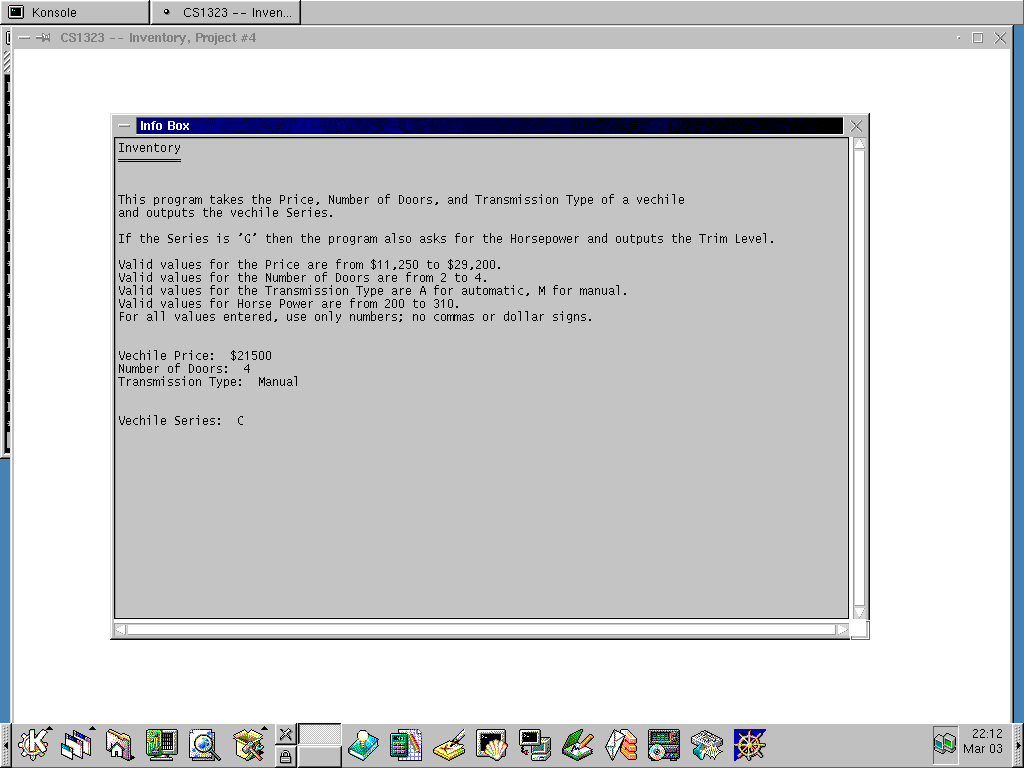 Konsole
CS1323 -- Inven...
CS1323 -- Inventory, Project #4
Info Box
Inventory
This program takes the Price, Number of Doors, and Transmission Type of a vechile
and outputs the vechile Series.
If the Series is 'G' then the program also asks for the Horsepower and outputs the Trim Level.
Valid values for the Price are from $11,250 to $29,200.
Valid values for the Number of Doors are from 2 to 4.
Valid values for the Transmission Type are A for automatic, M for manual.
Valid values for Horse Power are from 200 to 310.
For all values entered, use only numbers; no commas or dollar signs.
Vechile Price:  $21500
Number of Doors:  4
Transmission Type:  Manual
Vechile Series:  C
22:12
Mar 03